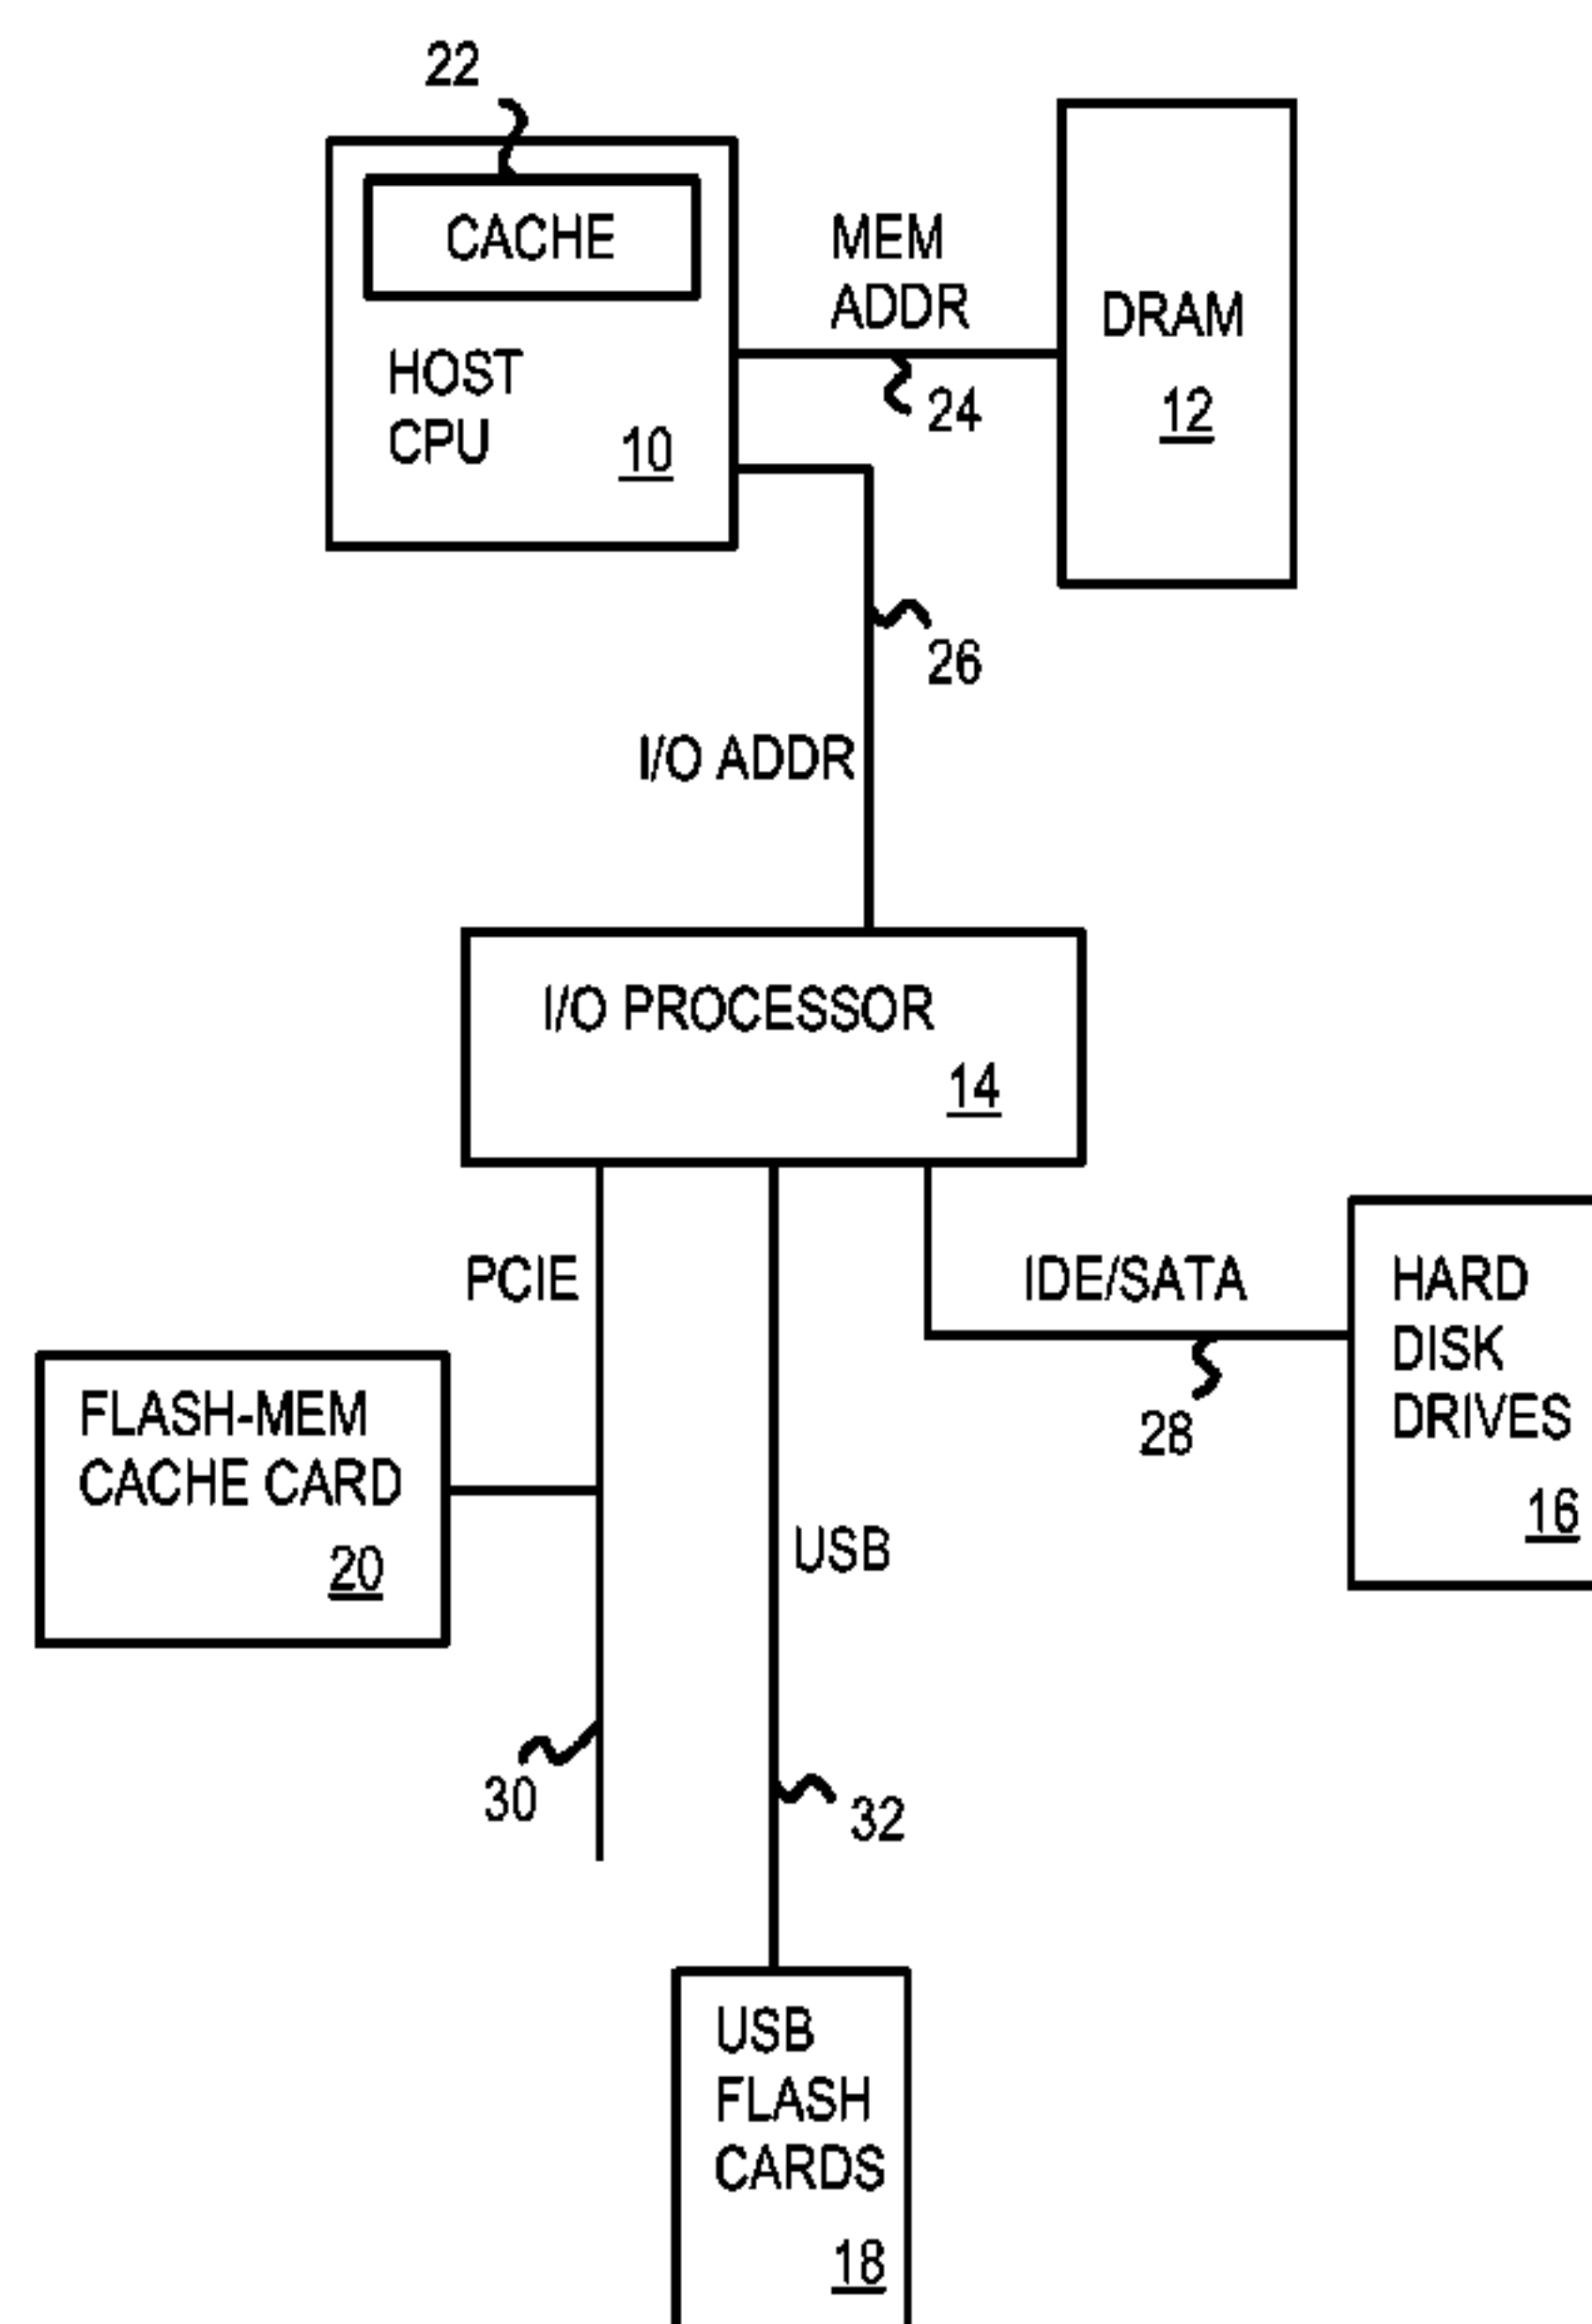 22
CACHE
HOST
CPU
10
MEM
ADDR
24
DRAM
12
26
I/O ADDR
I/O PROCESSOR
14
PCIE
IDE/SATA
28
HARD
DISK
DRIVES
16
FLASH-MEM
CACHE CARD
20
USB
30
32
USB
FLASH
CARDS
18